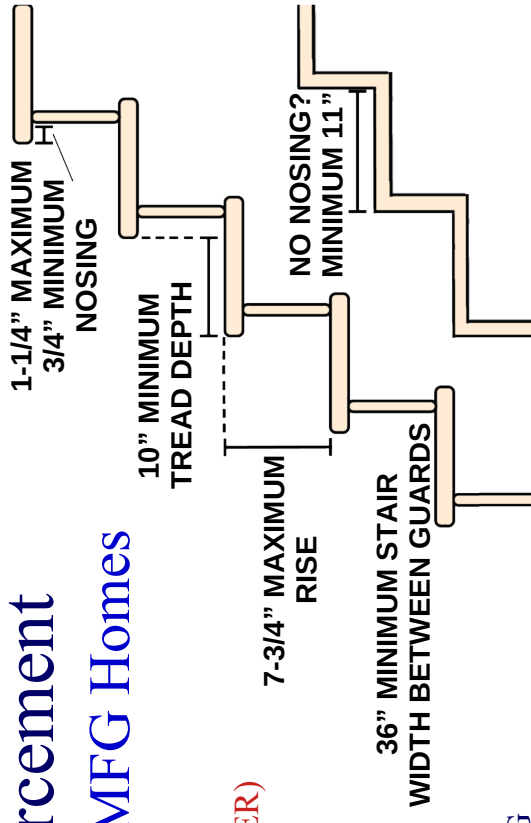 rcement
MFG Homes
ER)
1-1/4” MAXIMUM
3/4” MINIMUM
NOSING
10” MINIMUM
TREAD DEPTH
7-3/4” MAXIMUM
RISE
NO NOSING?
MINIMUM 11”
36” MINIMUM STAIR
WIDTH BETWEEN GUARDS